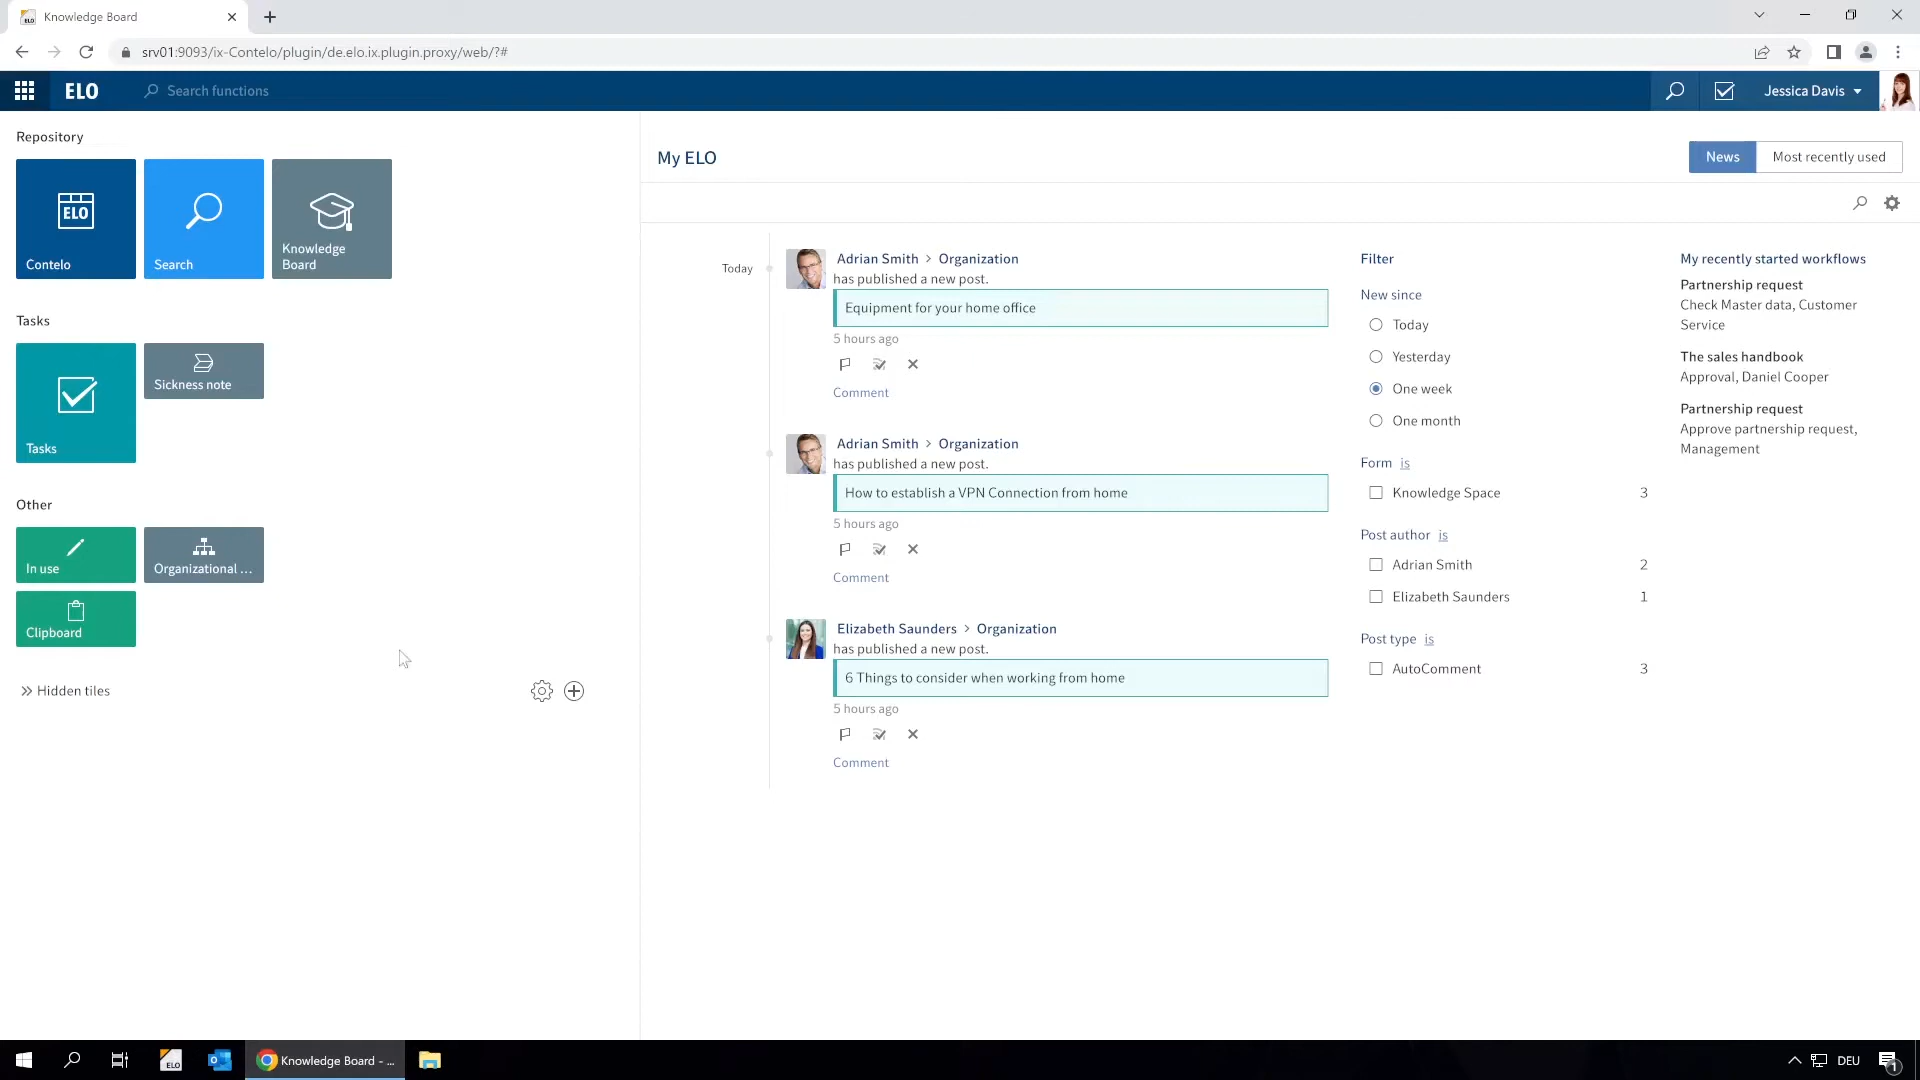 Knowledge Board
srv01:9093/ix-Contelo/plugin/de.elo.ix.plugin.proxy/web/?#
ELO
Search functions
Jessica Davis
Repository
ELO
Contelo
Search
Knowledge
Board
Tasks
Tasks
Sickness note
Other
In use
Organizational ...
Clipboard
Hidden tiles
My ELO
News
Most recently used
Today
Adrian Smith > Organization
has published a new post.
Equipment for your home office
5 hours ago
Comment
Adrian Smith > Organization
has published a new post.
How to establish a VPN Connection from home
5 hours ago
Comment
Elizabeth Saunders > Organization
has published a new post.
6 Things to consider when working from home
5 hours ago
Comment
Filter
New since
Today
Yesterday
One week
One month
Form is
Knowledge Space 3
Post author is
Adrian Smith 2
Elizabeth Saunders 1
Post type is
AutoComment 3
My recently started workflows
Partnership request
Check Master data, Customer
Service
The sales handbook
Approval, Daniel Cooper
Partnership request
Approve partnership request,
Management
ELO
Knowledge Board - ...
DEU
1